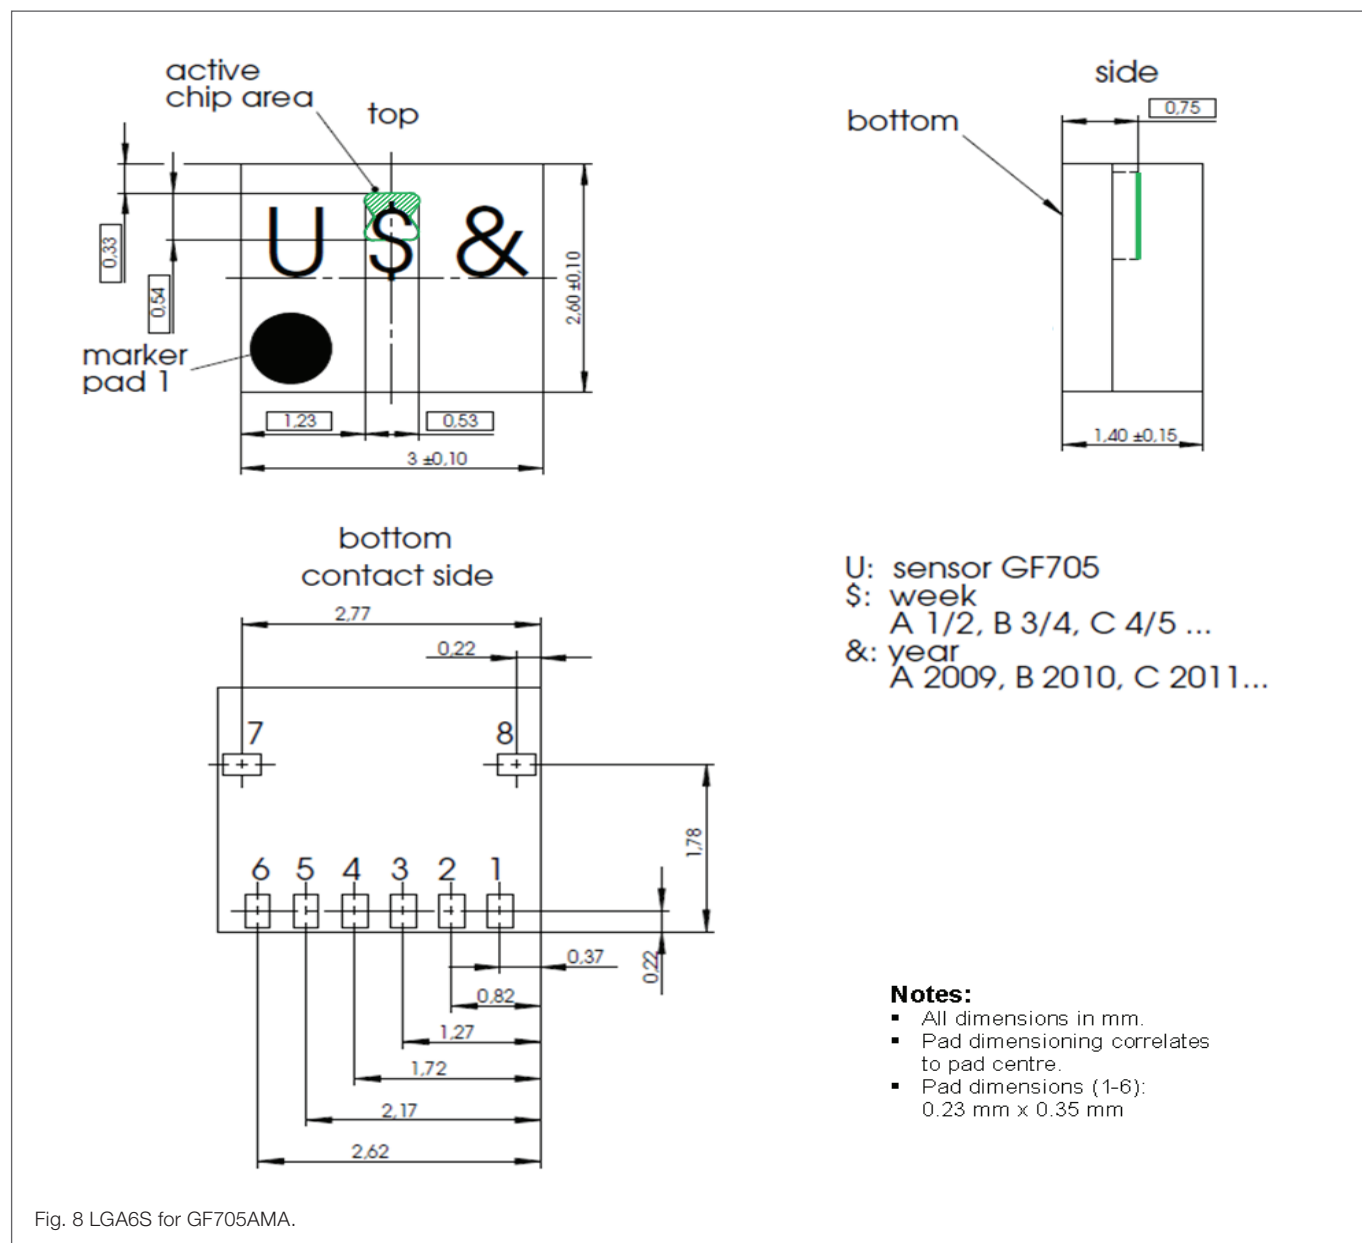 active
chip area
top
U $ &
0,33
0,54
marker
pad 1
2,60 ±0,10
1,23
0,53
3 ±0,10
side
bottom
0,75
1,40 ±0,15
bottom
contact side
2,77
0,22
7
8
1,78
6 5 4 3 2 1
0,37
0,22
0,82
1,27
1,72
2,17
2,62
U: sensor GF705
$: week
A 1/2, B 3/4, C 4/5 ...
&: year
A 2009, B 2010, C 2011...
Notes:
▪ All dimensions in mm.
▪ Pad dimensioning correlates
to pad centre.
▪ Pad dimensions (1-6):
0.23 mm x 0.35 mm
Fig. 8 LGA6S for GF705AMA.